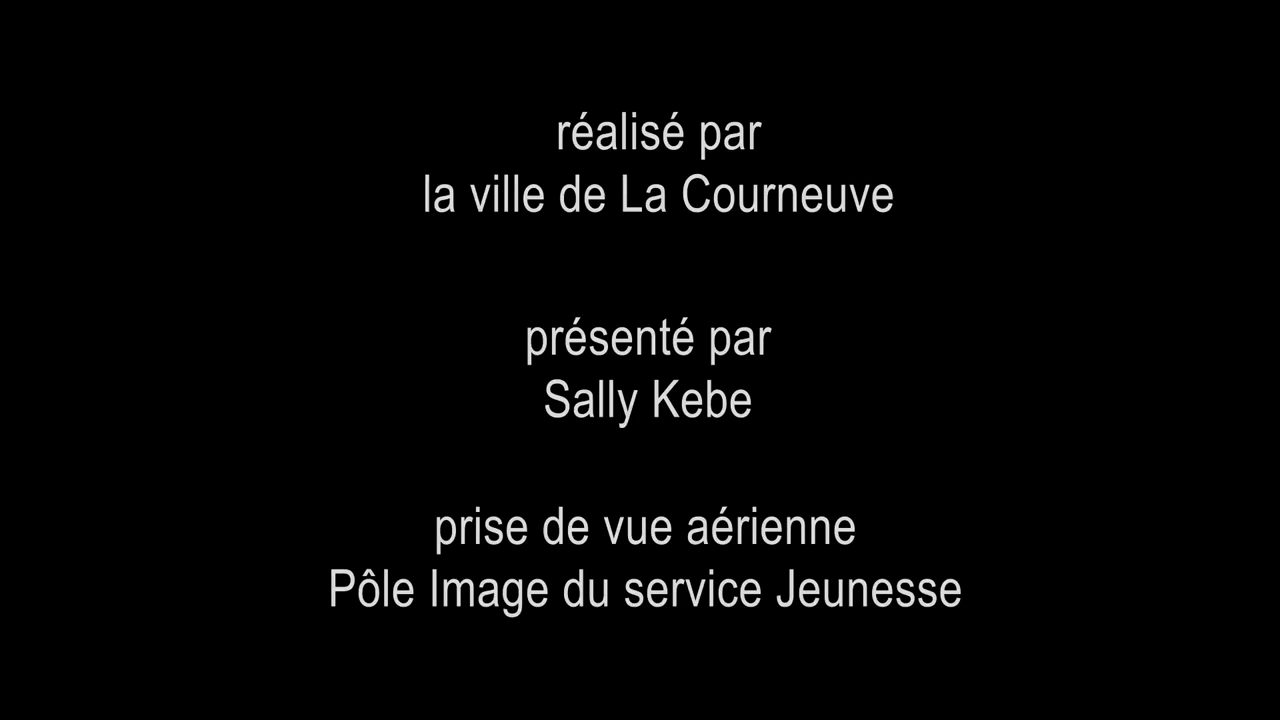 réalisé par
la ville de La Courneuve
présenté par
Sally Kebe
prise de vue aérienne
Pôle Image du service Jeunesse